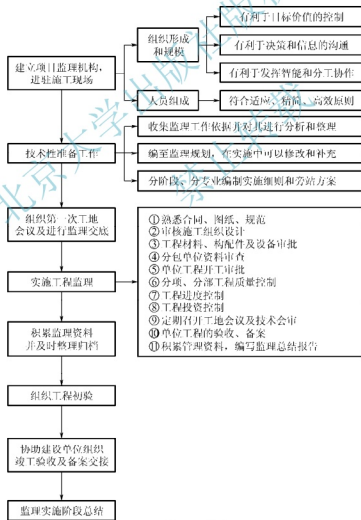 建立项目监理机构,
进驻施工现场
组织形成
和规模
有利于目标价值的控制
有利于决策和信息的沟通
有利于发挥智能和分工协作
人员组成
符合适应、精简、高效原则
技术性准备工作
收集监理工作依据并对其进行分析和整理
编至监理规划,在实施中可以修改和补充
分阶段、分专业编制实施细则和旁站方案
组织第一次工地
会议及进行监理交底
实施工程监理
①熟悉合同、图纸、规范
②审核施工组织设计
③工程材料、构配件及设备审批
④分包单位资料审查
⑤单位工程开工审批
⑥分项、分部工程质量控制
⑦工程进度控制
⑧工程投资控制
⑨定期召开工地会议及技术会审
⑩单位工程的验收、备案
⑪积累管理资料,编写监理总结报告
积累监理资料
并及时整理归档
组织工程初验
协助建设单位组织
竣工验收及备案交接
监理实施阶段总结
北京大学出版社版权
禁止转载